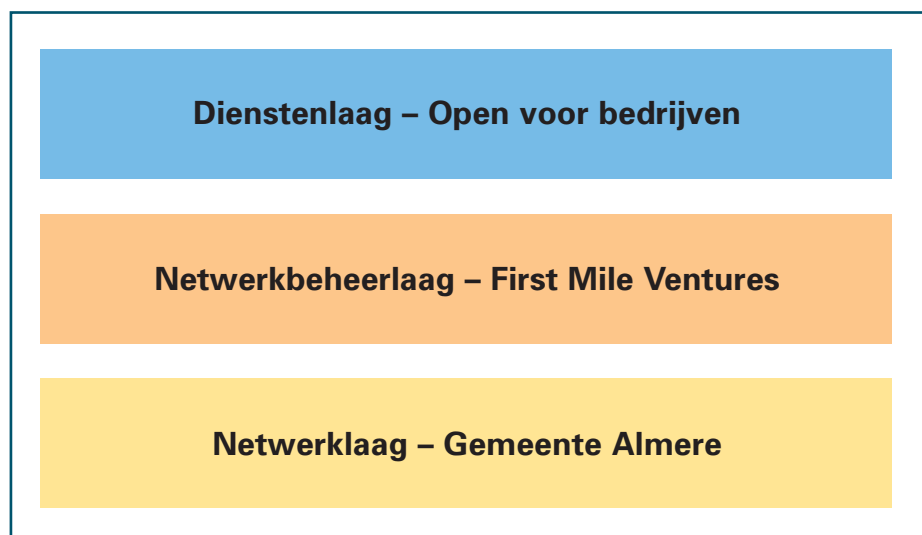 Dienstenlaag – Open voor bedrijven
Netwerkbeheerlaag – First Mile Ventures
Netwerklaag – Gemeente Almere